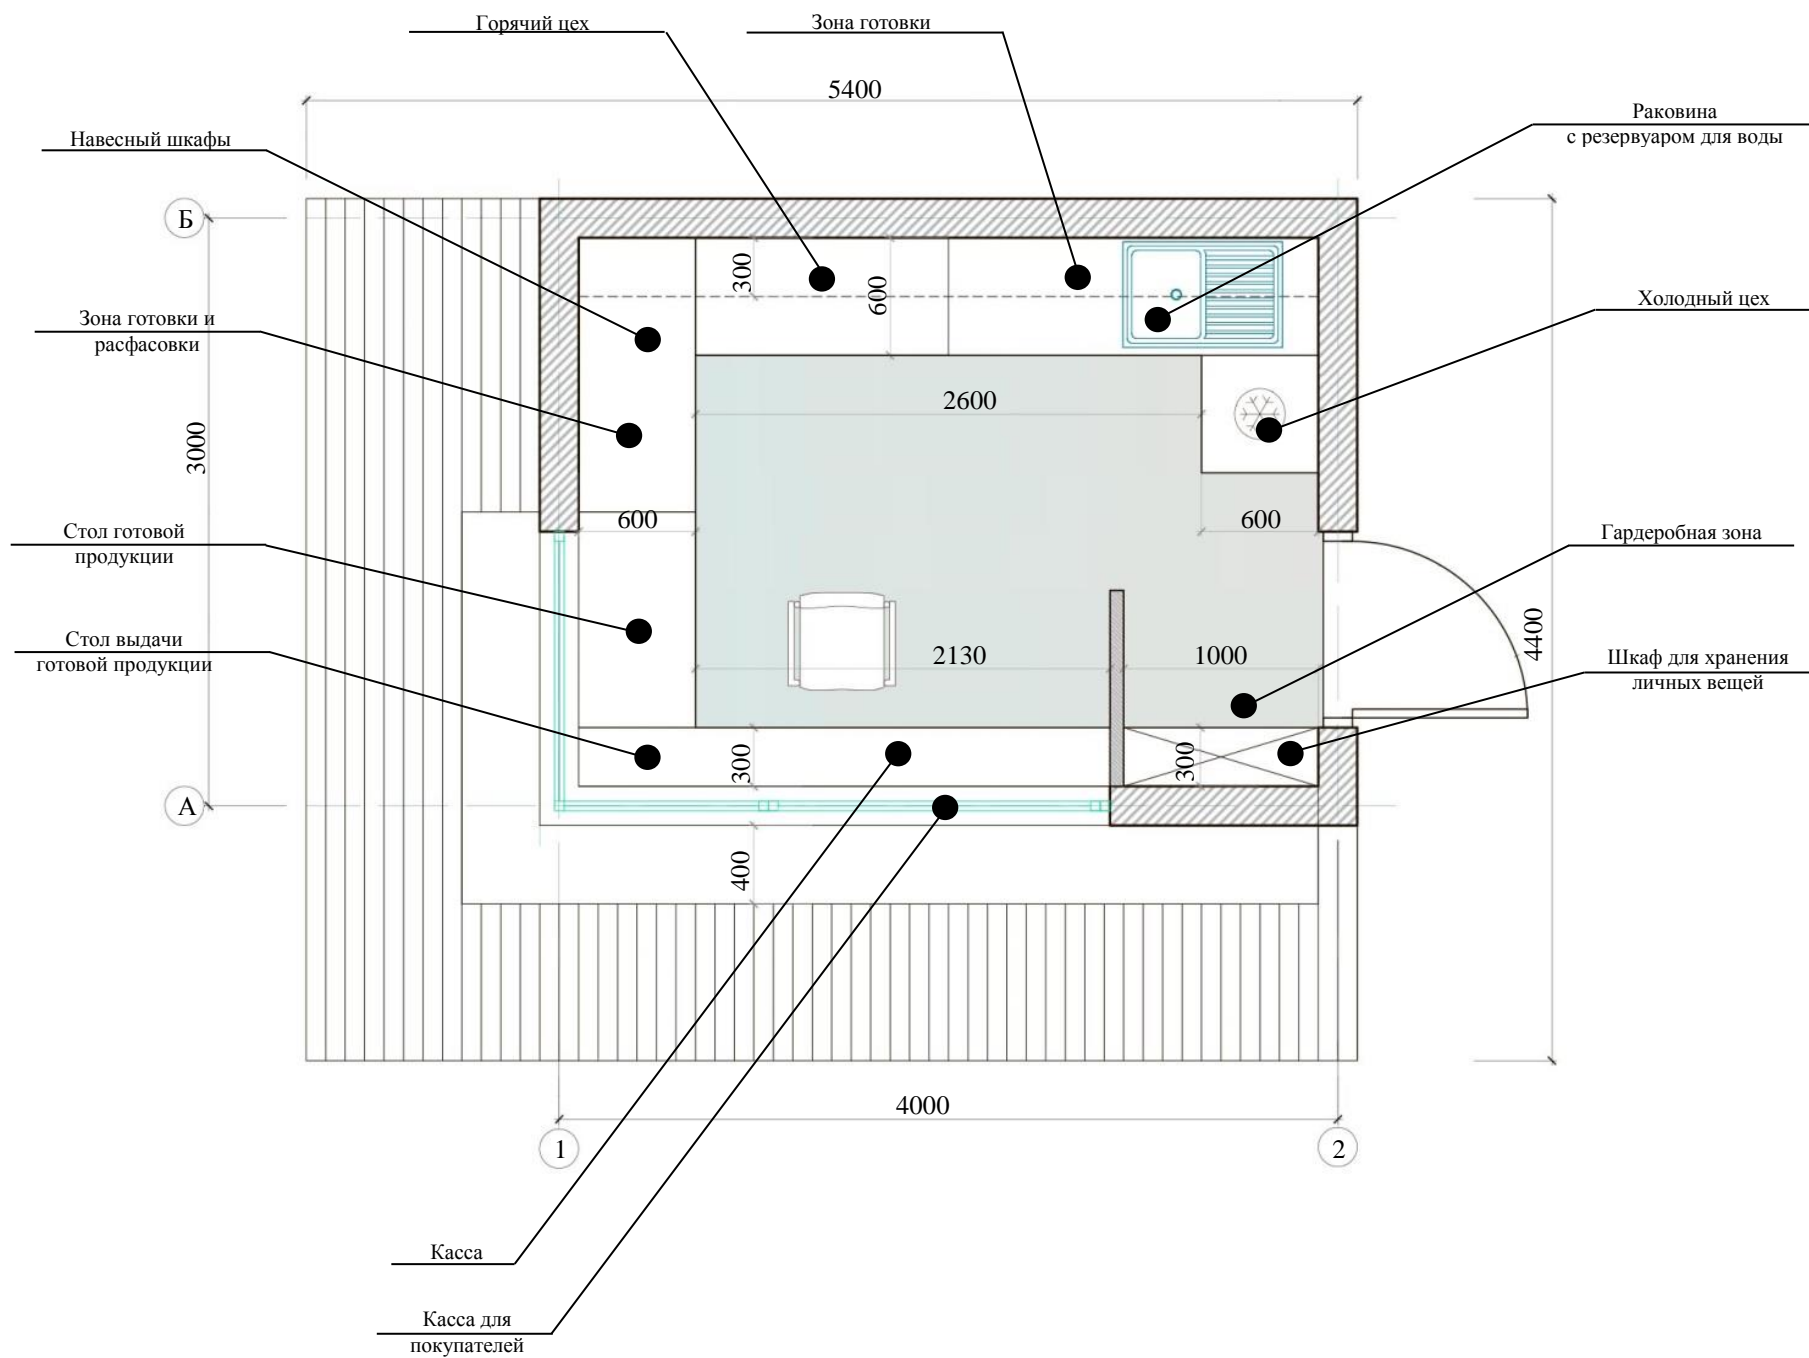 Горячий цех
Зона готовки
5400
Раковина
с резервуаром для воды
Навесный шкафы
Б
300
600
Холодный цех
Зона готовки и
расфасовки
2600
3000
600
600
Стол готовой
продукции
Гардеробная зона
4400
Стол выдачи
готовой продукции
2130
1000
Шкаф для хранения
личных вещей
300
300
А
400
4000
1
2
Касса
Касса для
покупателей